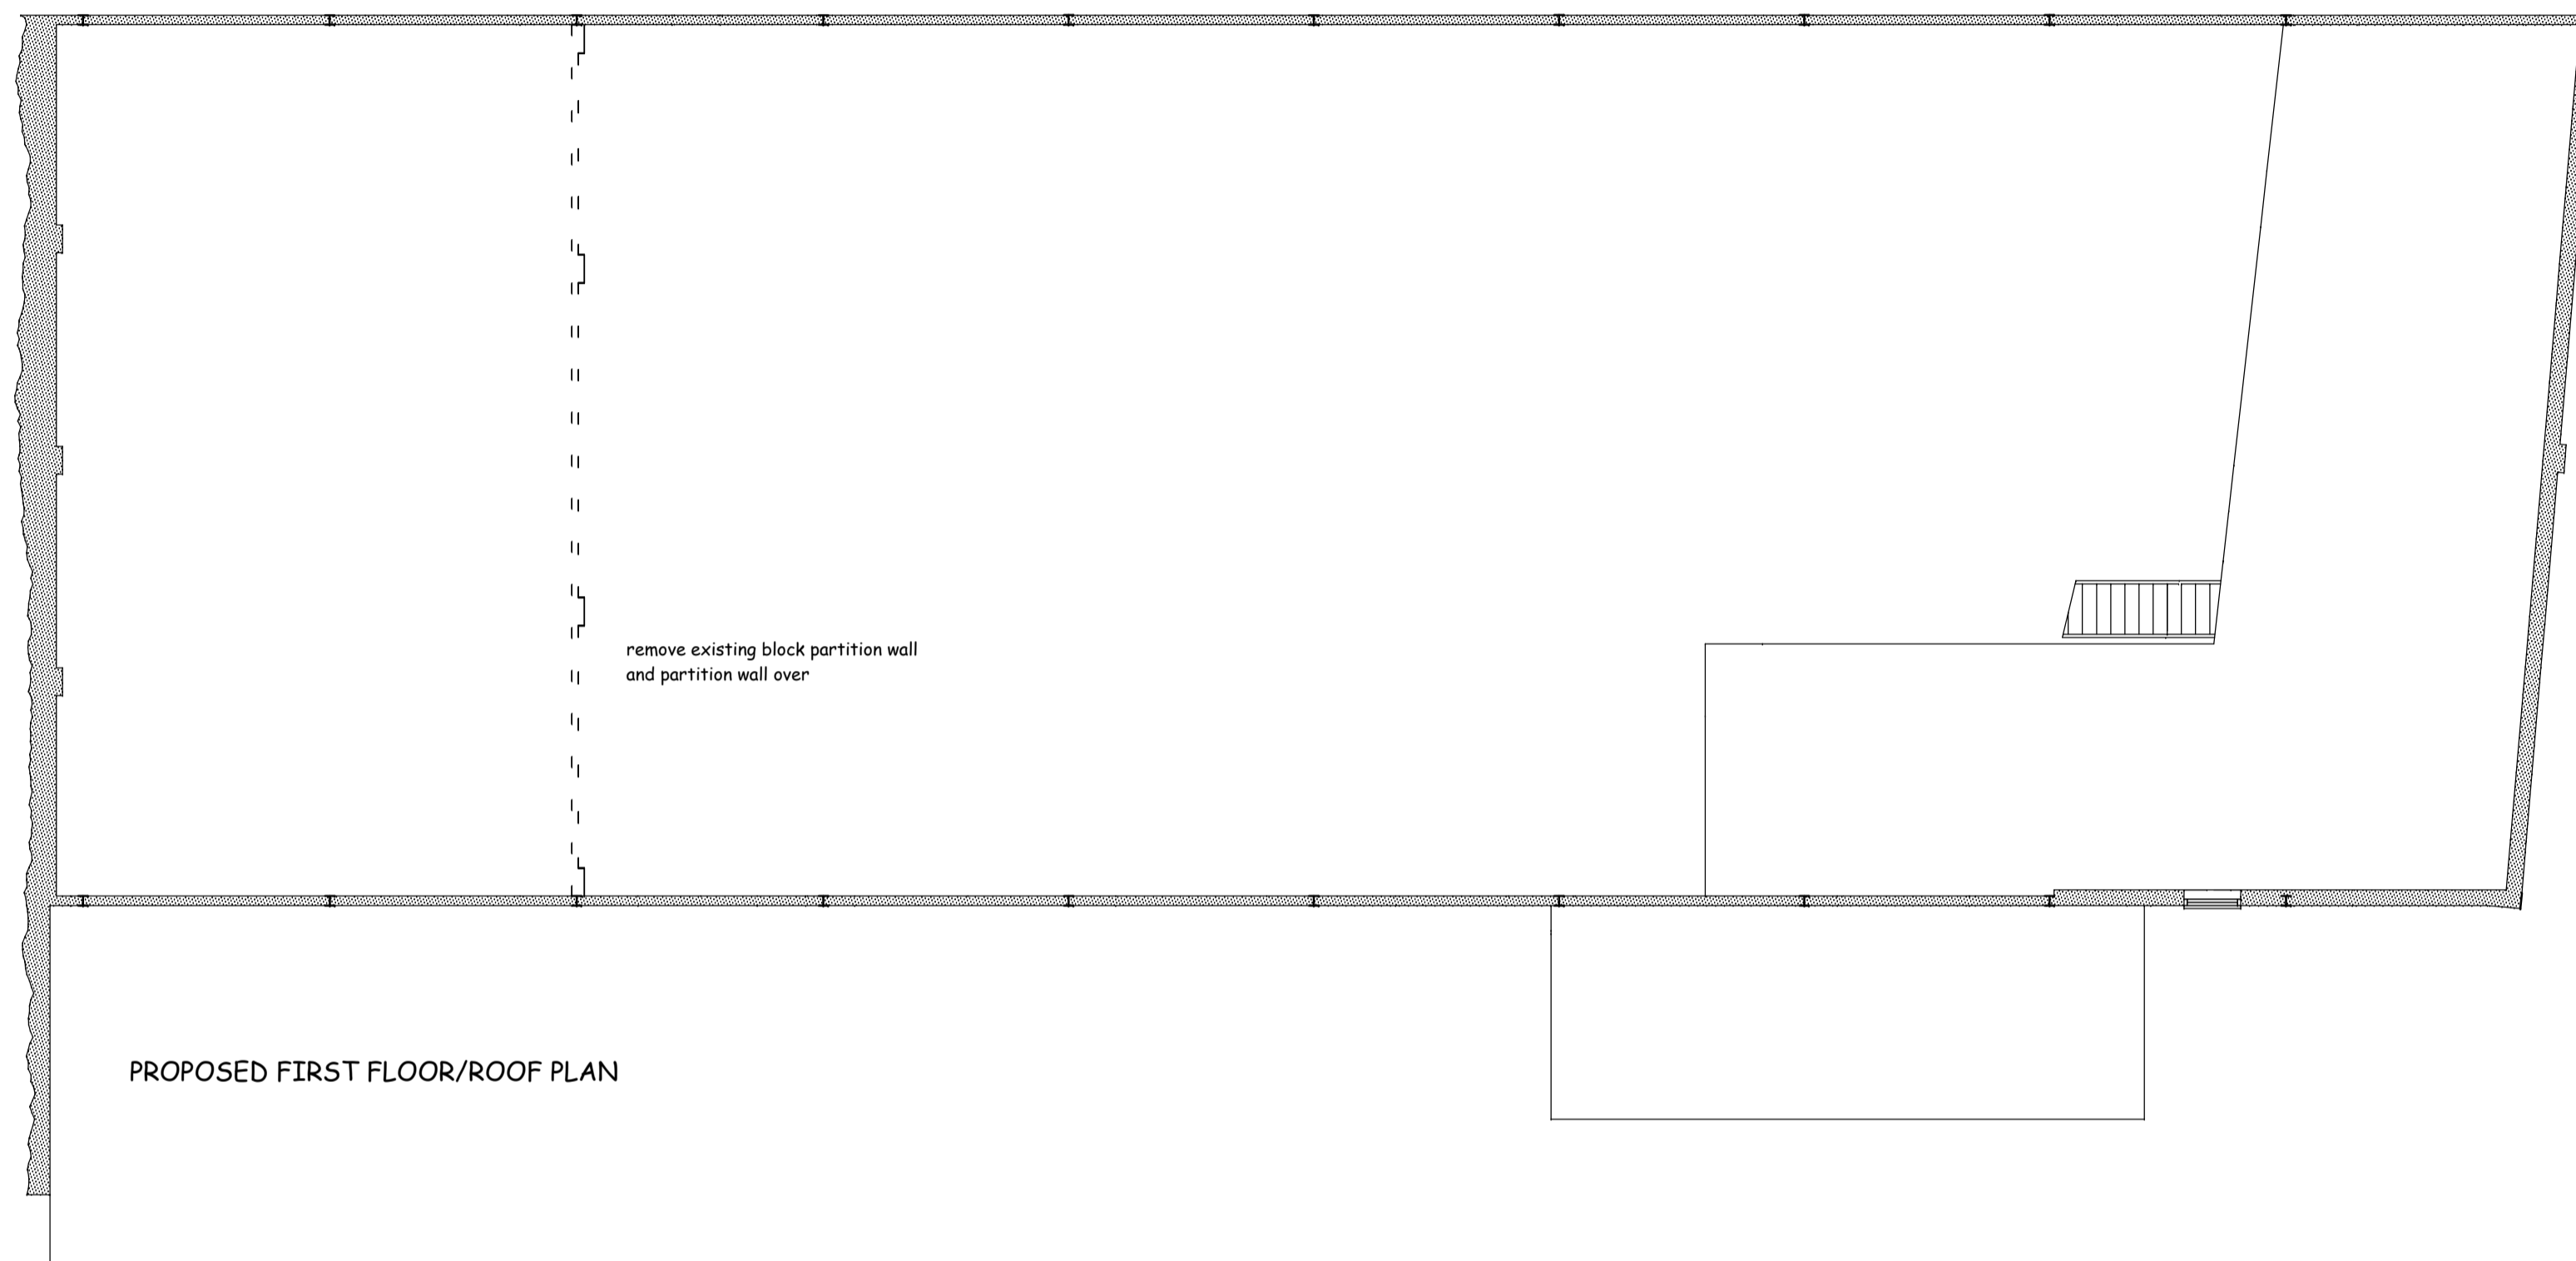 remove existing block partition wall
and partition wall over
PROPOSED FIRST FLOOR/ROOF PLAN